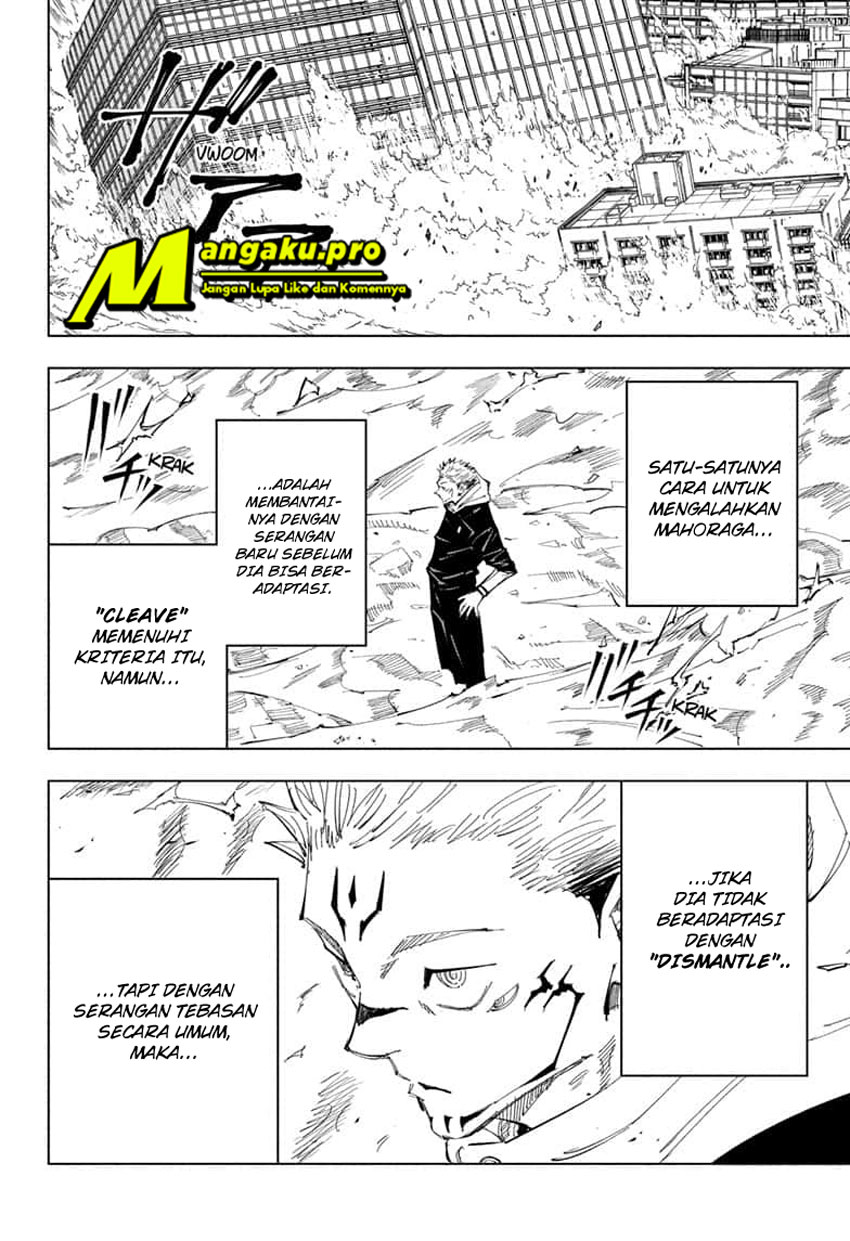 ザ
VWOOM
Mangaku.pro
Jangan Lupa Like dan Komennya
SATU-SATUNYA
CARA UNTUK
MENGALAHKAN
MAHORAGA...
...ADALAH
MEMBANTAI-
NYA DENGAN
SERANGAN
BARU SEBELUM
DIA BISA BER-
ADAPTASI.
"CLEAVE"
MEMENUHI
KRITERIA ITU,
NAMUN...
KRAK
KRAK
...JIKA
DIA TIDAK
BERADAPTASI
DENGAN
"DISMANTLE"..
...TAPI DENGAN
SERANGAN TEBASAN
SECARA UMUM,
MAKA...